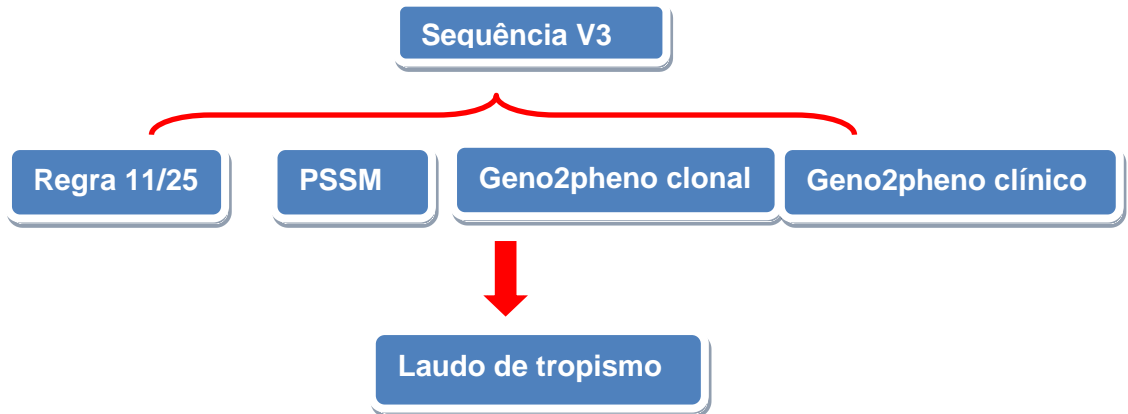 Sequência V3
Regra 11/25
PSSM
Geno2pheno clonal
Geno2pheno clínico
Laudo de tropismo